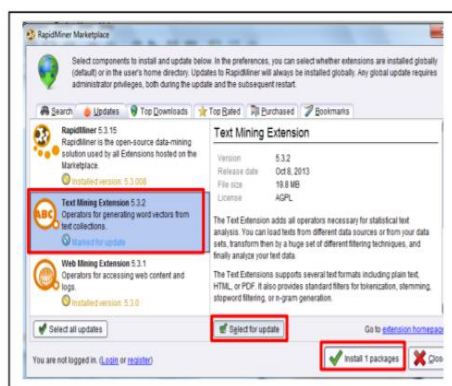 RapidMiner Marketplace
Select components to install and update below. In the preferences, you can select whether extensions are installed globally
(default) or in the user's home directory. Updates to RapidMiner will always be installed globally. Any global update requires
administrator privileges, both during the update and the subsequent restart.
Search Updates Top Downloads Top Rated Purchased Bookmarks
RapidMiner 5.3.15
RapidMiner is the open-source data-mining
solution used by all Extensions hosted on the
Marketplace.
Installed version: 5.3.008
Text Mining Extension 5.3.2
Operators for generating word vectors from
text collections.
Marked for update
Web Mining Extension 5.3.1
Operators for accessing web content and
logs.
Installed version: 5.3.0
Text Mining Extension
Version 5.3.2
Release date Oct 8, 2013
File size 19.8 MB
License AGPL
The Text Extension adds all operators necessary for statistical text
analysis. You can load texts from different data sources or from your data
sets, transform then by a huge set of different filtering techniques, and
finally analyze your text data.
The Text Extensions supports several text formats including plain text,
HTML, or PDF. It also provides standard filters for tokenization, stemming,
stopword filtering, or n-gram generation.
Select all updates
Select for update
Go to extension homepag
You are not logged in. (Login or register)
Install 1 packages
Clos